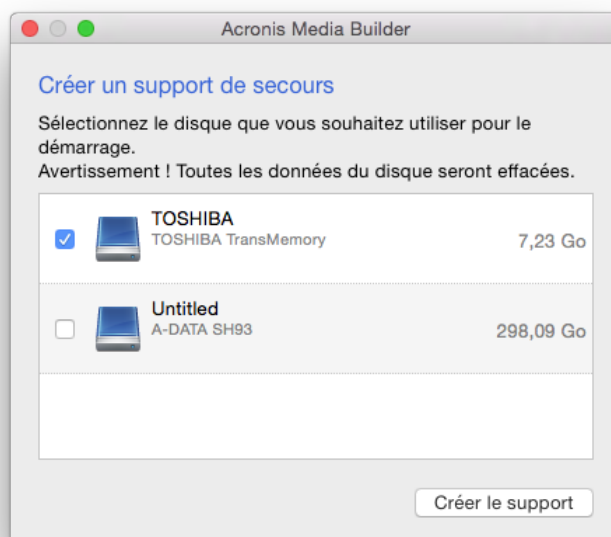 Acronis Media Builder
Créer un support de secours
Sélectionnez le disque que vous souhaitez utiliser pour le
démarrage.
Avertissement ! Toutes les données du disque seront effacées.
TOSHIBA
TOSHIBA TransMemory
7,23 Go
Untitled
A-DATA SH93
298,09 Go
Créer le support